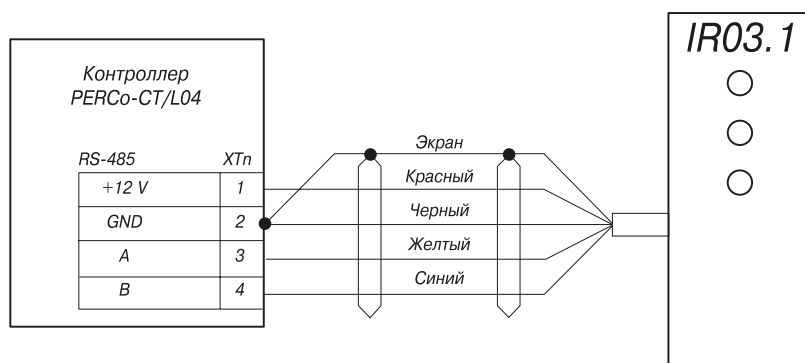 IR03.1
Контроллер
PERCo-CT/L04
RS-485 XTn
+12 V 1
GND 2
A 3
B 4
Экран
Красный
Черный
Желтый
Синий